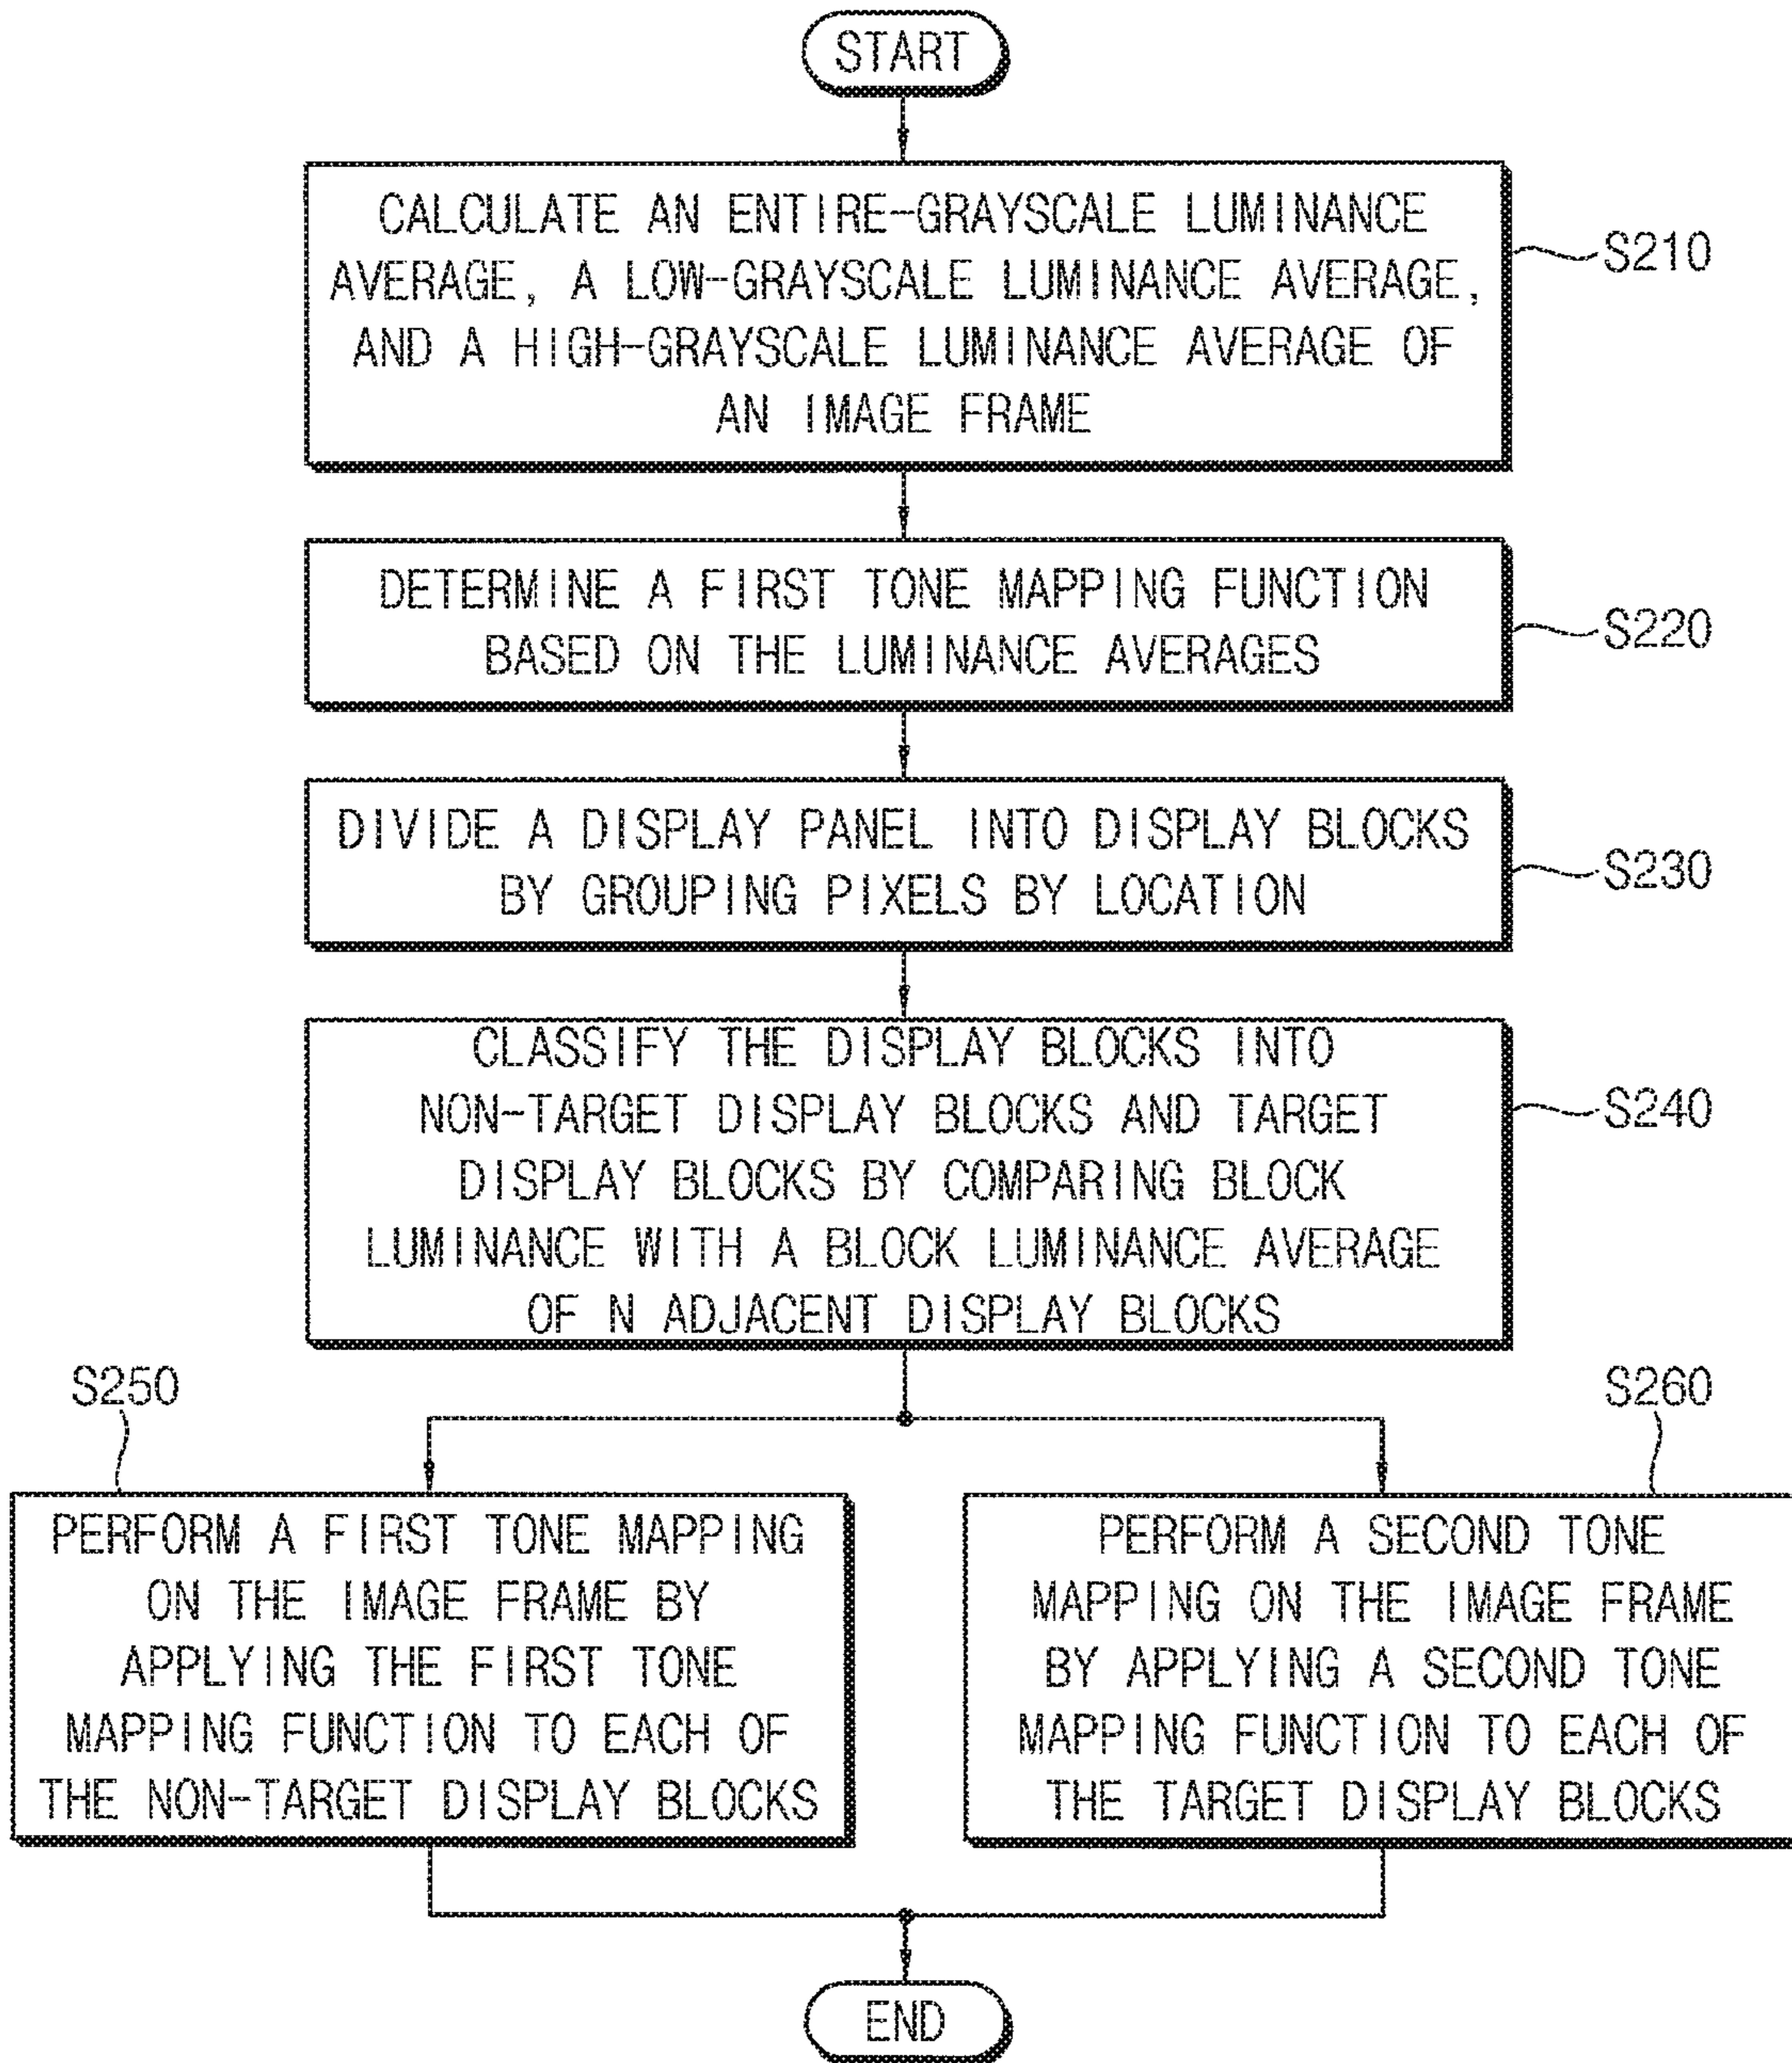 START
CALCULATE AN ENTIRE-GRAYSCALE LUMINANCE
AVERAGE, A LOW-GRAYSCALE LUMINANCE AVERAGE,
AND A HIGH-GRAYSCALE LUMINANCE AVERAGE OF
AN IMAGE FRAME
S210
DETERMINE A FIRST TONE MAPPING FUNCTION
BASED ON THE LUMINANCE AVERAGES
S220
DIVIDE A DISPLAY PANEL INTO DISPLAY BLOCKS
BY GROUPING PIXELS BY LOCATION
S230
CLASSIFY THE DISPLAY BLOCKS INTO
NON-TARGET DISPLAY BLOCKS AND TARGET
DISPLAY BLOCKS BY COMPARING BLOCK
LUMINANCE WITH A BLOCK LUMINANCE AVERAGE
OF N ADJACENT DISPLAY BLOCKS
S240
S250
PERFORM A FIRST TONE MAPPING
ON THE IMAGE FRAME BY
APPLYING THE FIRST TONE
MAPPING FUNCTION TO EACH OF
THE NON-TARGET DISPLAY BLOCKS
S260
PERFORM A SECOND TONE
MAPPING ON THE IMAGE FRAME
BY APPLYING A SECOND TONE
MAPPING FUNCTION TO EACH OF
THE TARGET DISPLAY BLOCKS
END